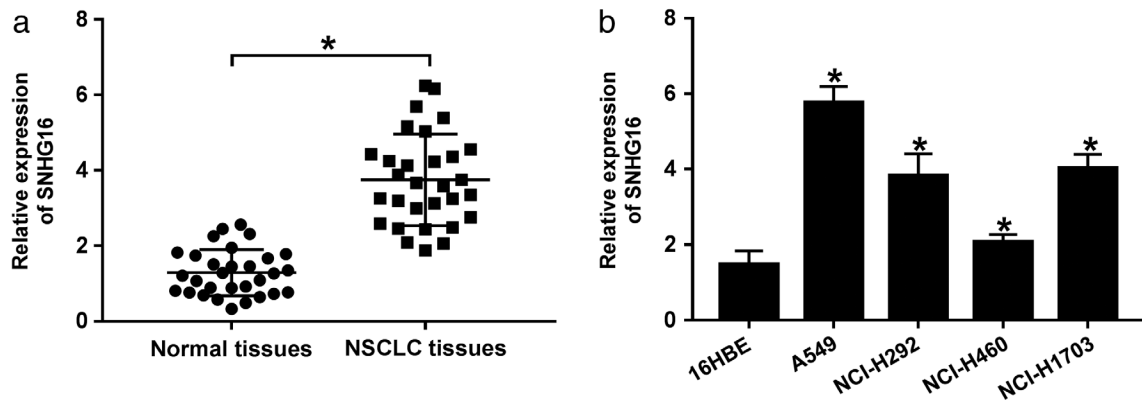 a
Relative expression
of SNHG16
8
6
4
2
0
*
Normal tissues
NSCLC tissues
b
Relative expression
of SNHG16
8
6
4
2
0
*
*
*
*
16HBE
A549
NCI-H292
NCI-H460
NCI-H1703